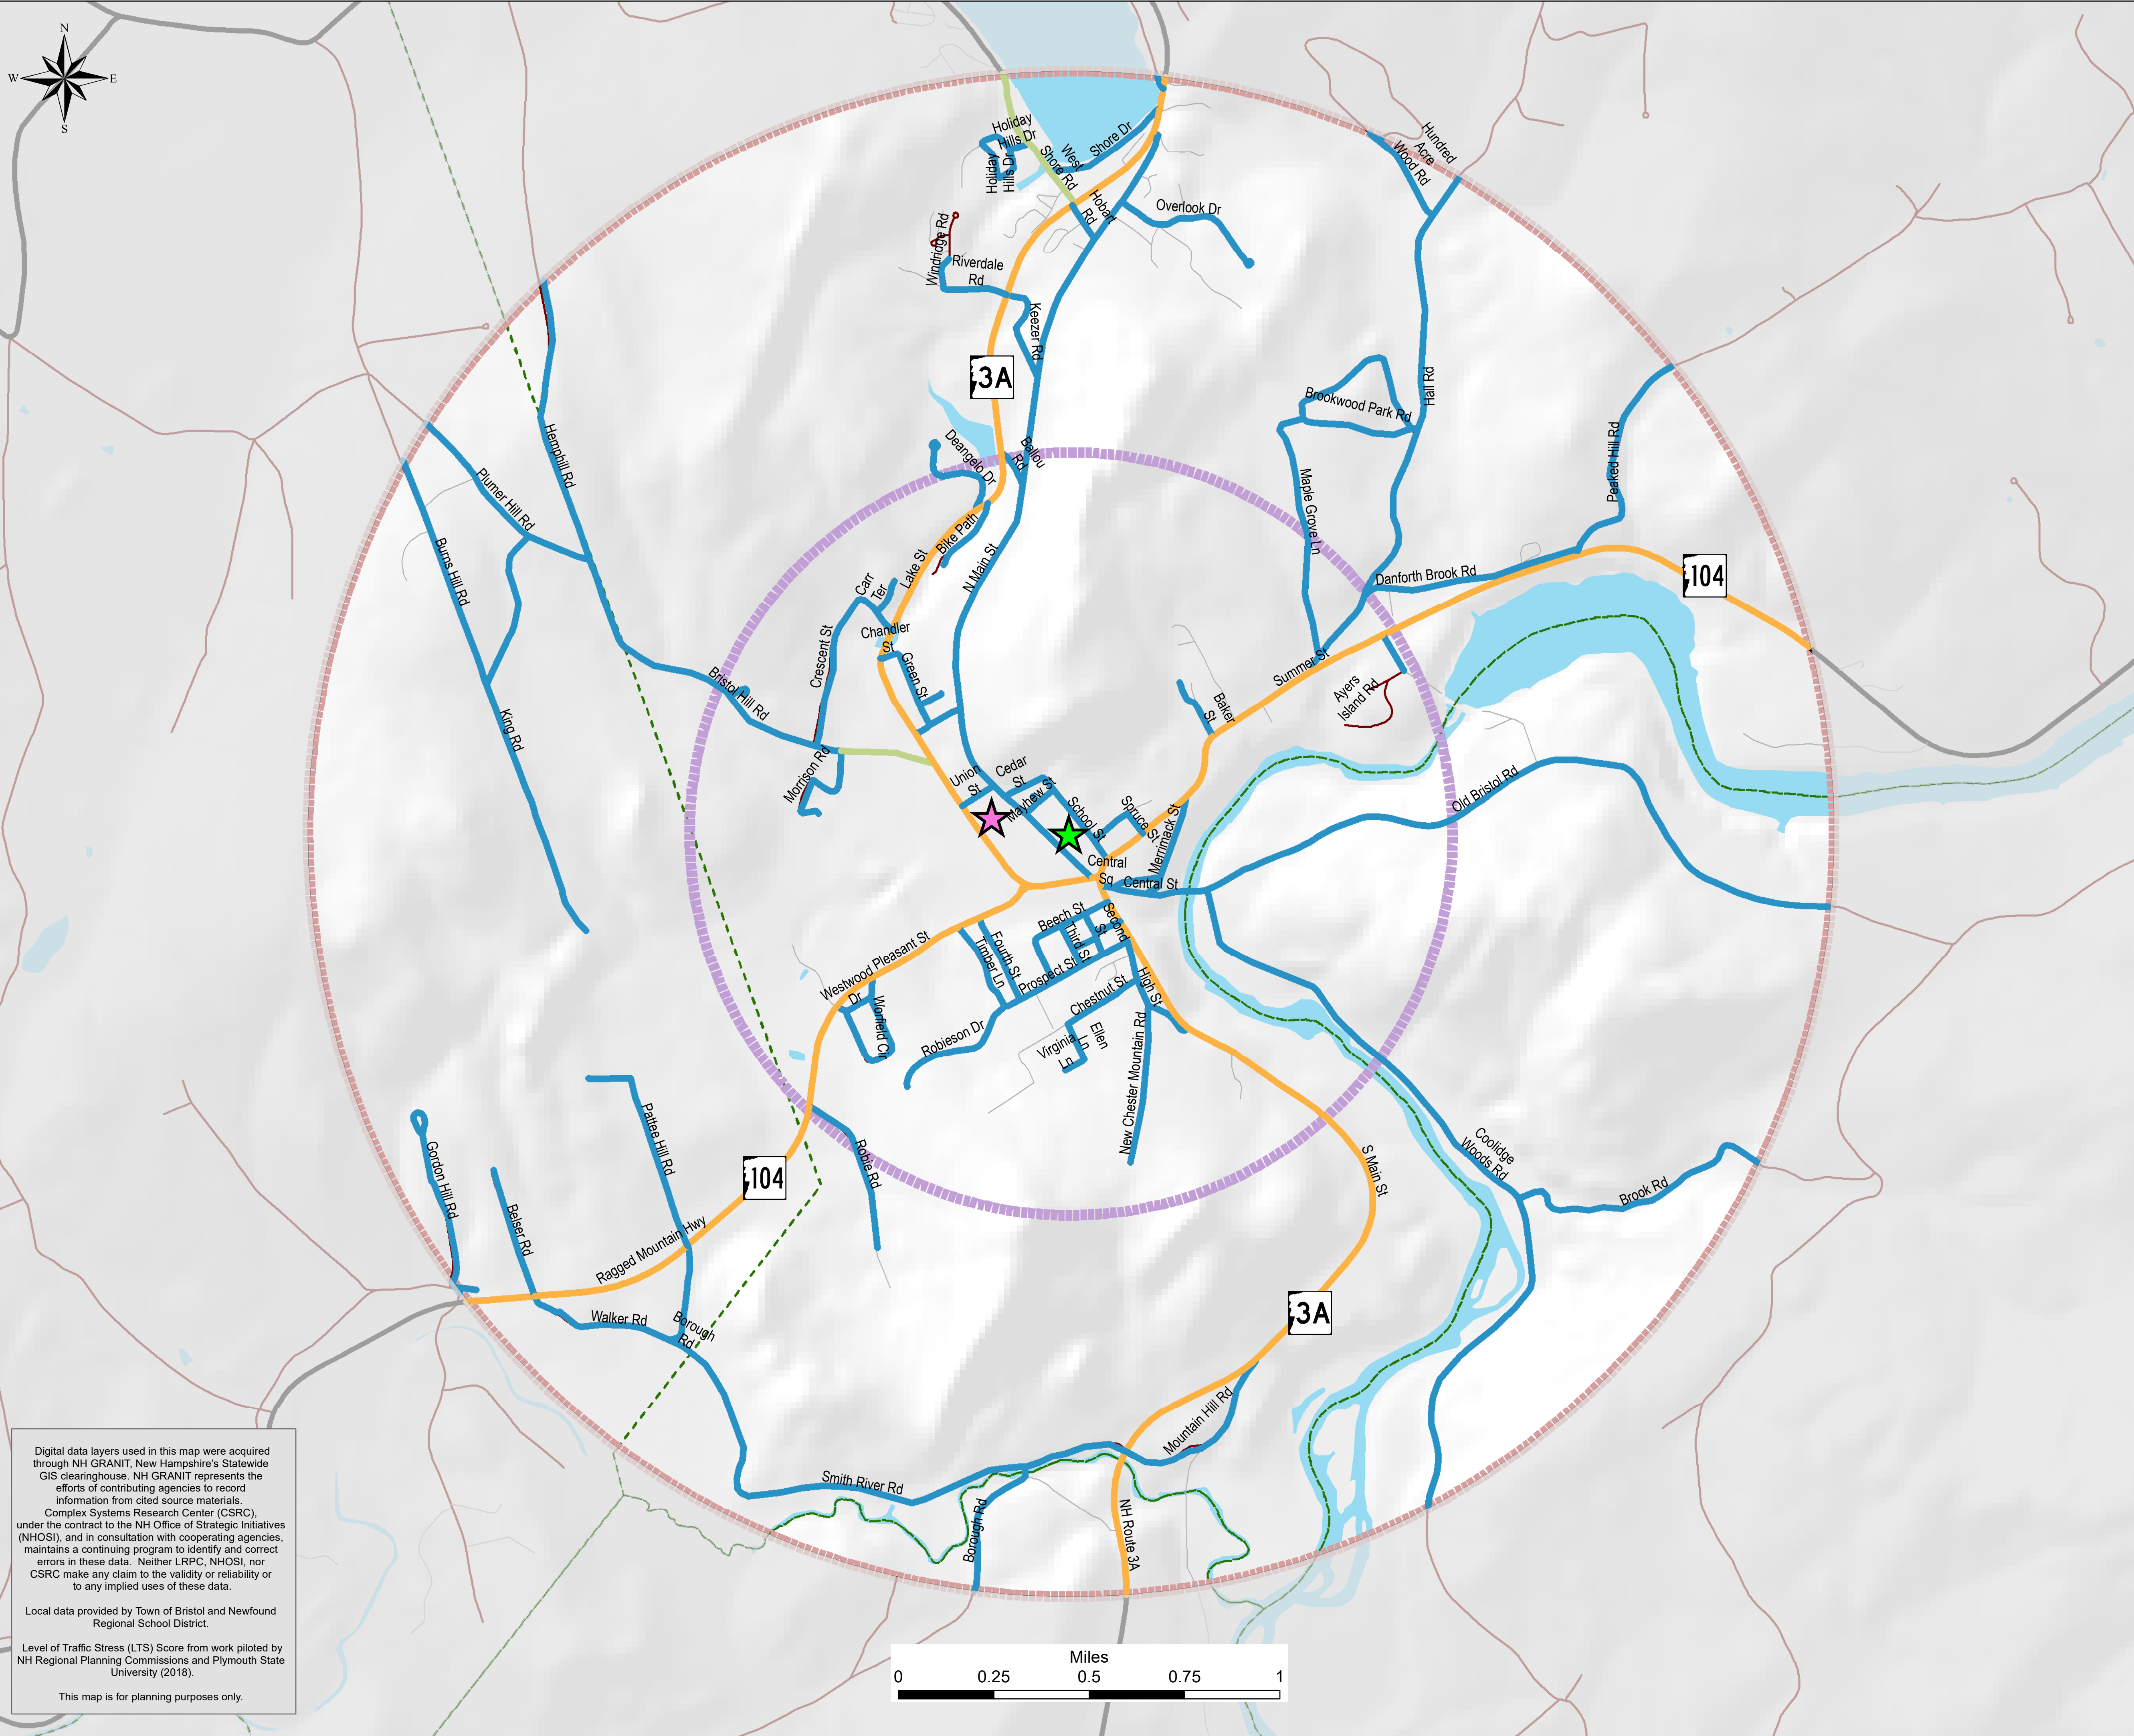 N
W
E
S
Holiday
Hills Dr
Holiday
Hills Dr
West
Shore Rd
Shore Dr
Hobart
Rd
Overlook Dr
Hundred
Acre
Wood Rd
Windridge Rd
Riverdale
Rd
Keezer Rd
3A
Hall Rd
Brookwood Park Rd
Peaked Hill Rd
Hemphill Rd
Plumer Hill Rd
Burns Hill Rd
King Rd
Deangelo Dr
Ballou
Rd
Bike Path
Lake St
N Main St
Maple Grove Ln
Danforth Brook Rd
104
Carr
Ter
Chandler
St
Crescent St
Green St
Bristol Hill Rd
Morrison Rd
Summer St
Ayers
Island Rd
Baker
St
Union
St
Cedar
St
Mayhew St
School St
Spruce St
Merrimack St
Old Bristol Rd
Central
Sq
Central St
Beech St
Second
St
Third St
Fourth St
Timber Ln
Prospect St
Westwood Pleasant St
Dr
Worfield Cir
Robieson Dr
Chestnut St
High St
Ellen
Ln
Virginia
Ln
New Chester Mountain Rd
Pattee Hill Rd
Robie Rd
Coolidge
Woods Rd
S Main St
Brook Rd
104
Gordon Hill Rd
Belser Rd
Ragged Mountain Hwy
Walker Rd
Borough
Rd
3A
Mountain Hill Rd
Smith River Rd
Borough Rd
NH Route 3A
Digital data layers used in this map were acquired
through NH GRANIT, New Hampshire's Statewide
GIS clearinghouse. NH GRANIT represents the
efforts of contributing agencies to record
information from cited source materials.
Complex Systems Research Center (CSRC),
under the contract to the NH Office of Strategic Initiatives
(NHOSI), and in consultation with cooperating agencies,
maintains a continuing program to identify and correct
errors in these data. Neither LRPC, NHOSI, nor
CSRC make any claim to the validity or reliability or
to any implied uses of these data.
Local data provided by Town of Bristol and Newfound
Regional School District.
Level of Traffic Stress (LTS) Score from work piloted by
NH Regional Planning Commissions and Plymouth State
University (2018).
This map is for planning purposes only.
Miles
0 0.25 0.5 0.75 1